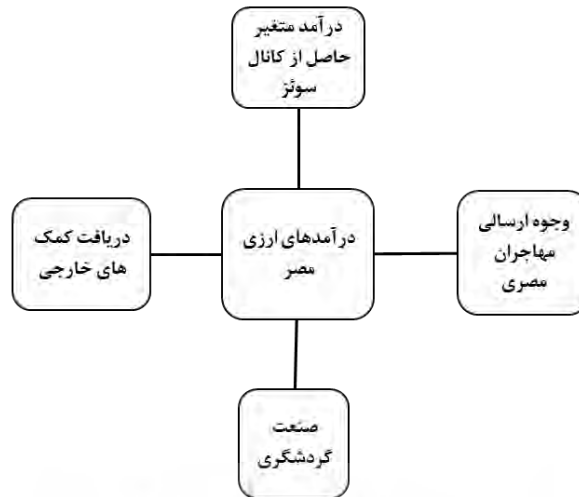 درآمد متغیر
حاصل از کانال
سوئز
وجوه ارسالی
مهاجران
مصری
درآمدهای ارزی
مصر
دریافت کمک
های خارجی
صنعت
گردشگری